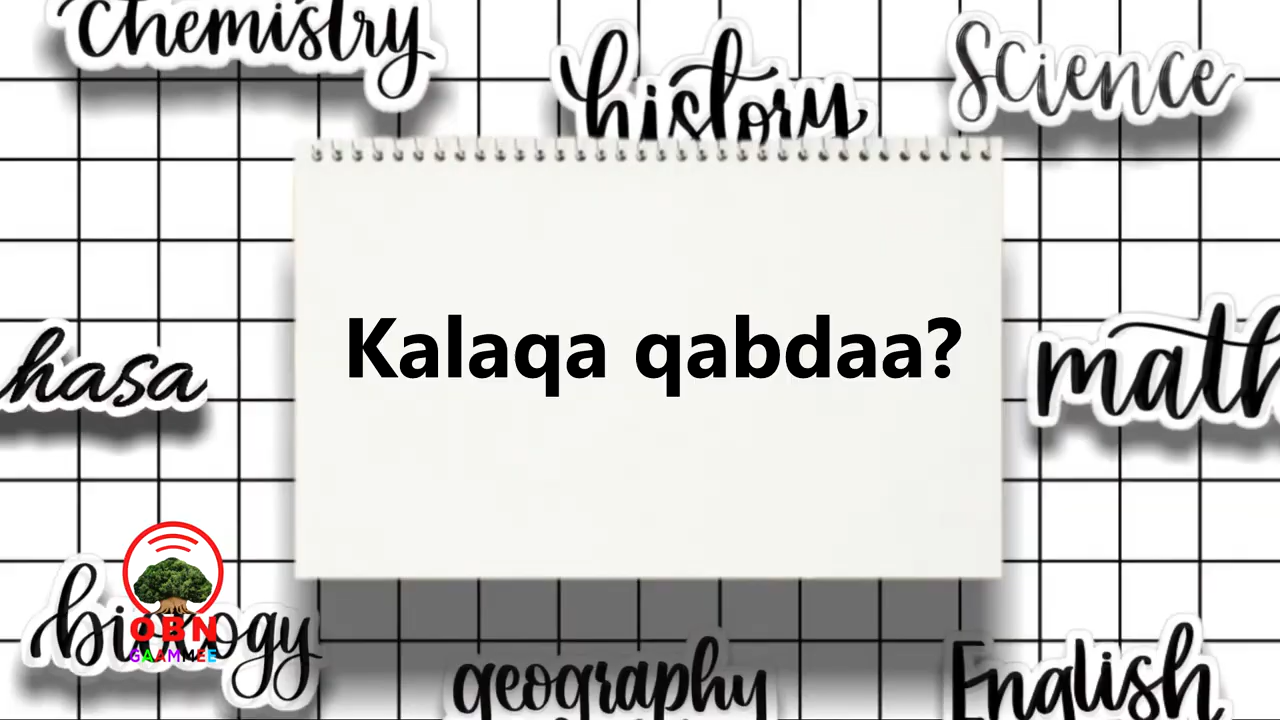 chemistry
history
Science
Kalaqa qabdaa?
hasa
math
biology
OBN
GAAMMEE
geography
English